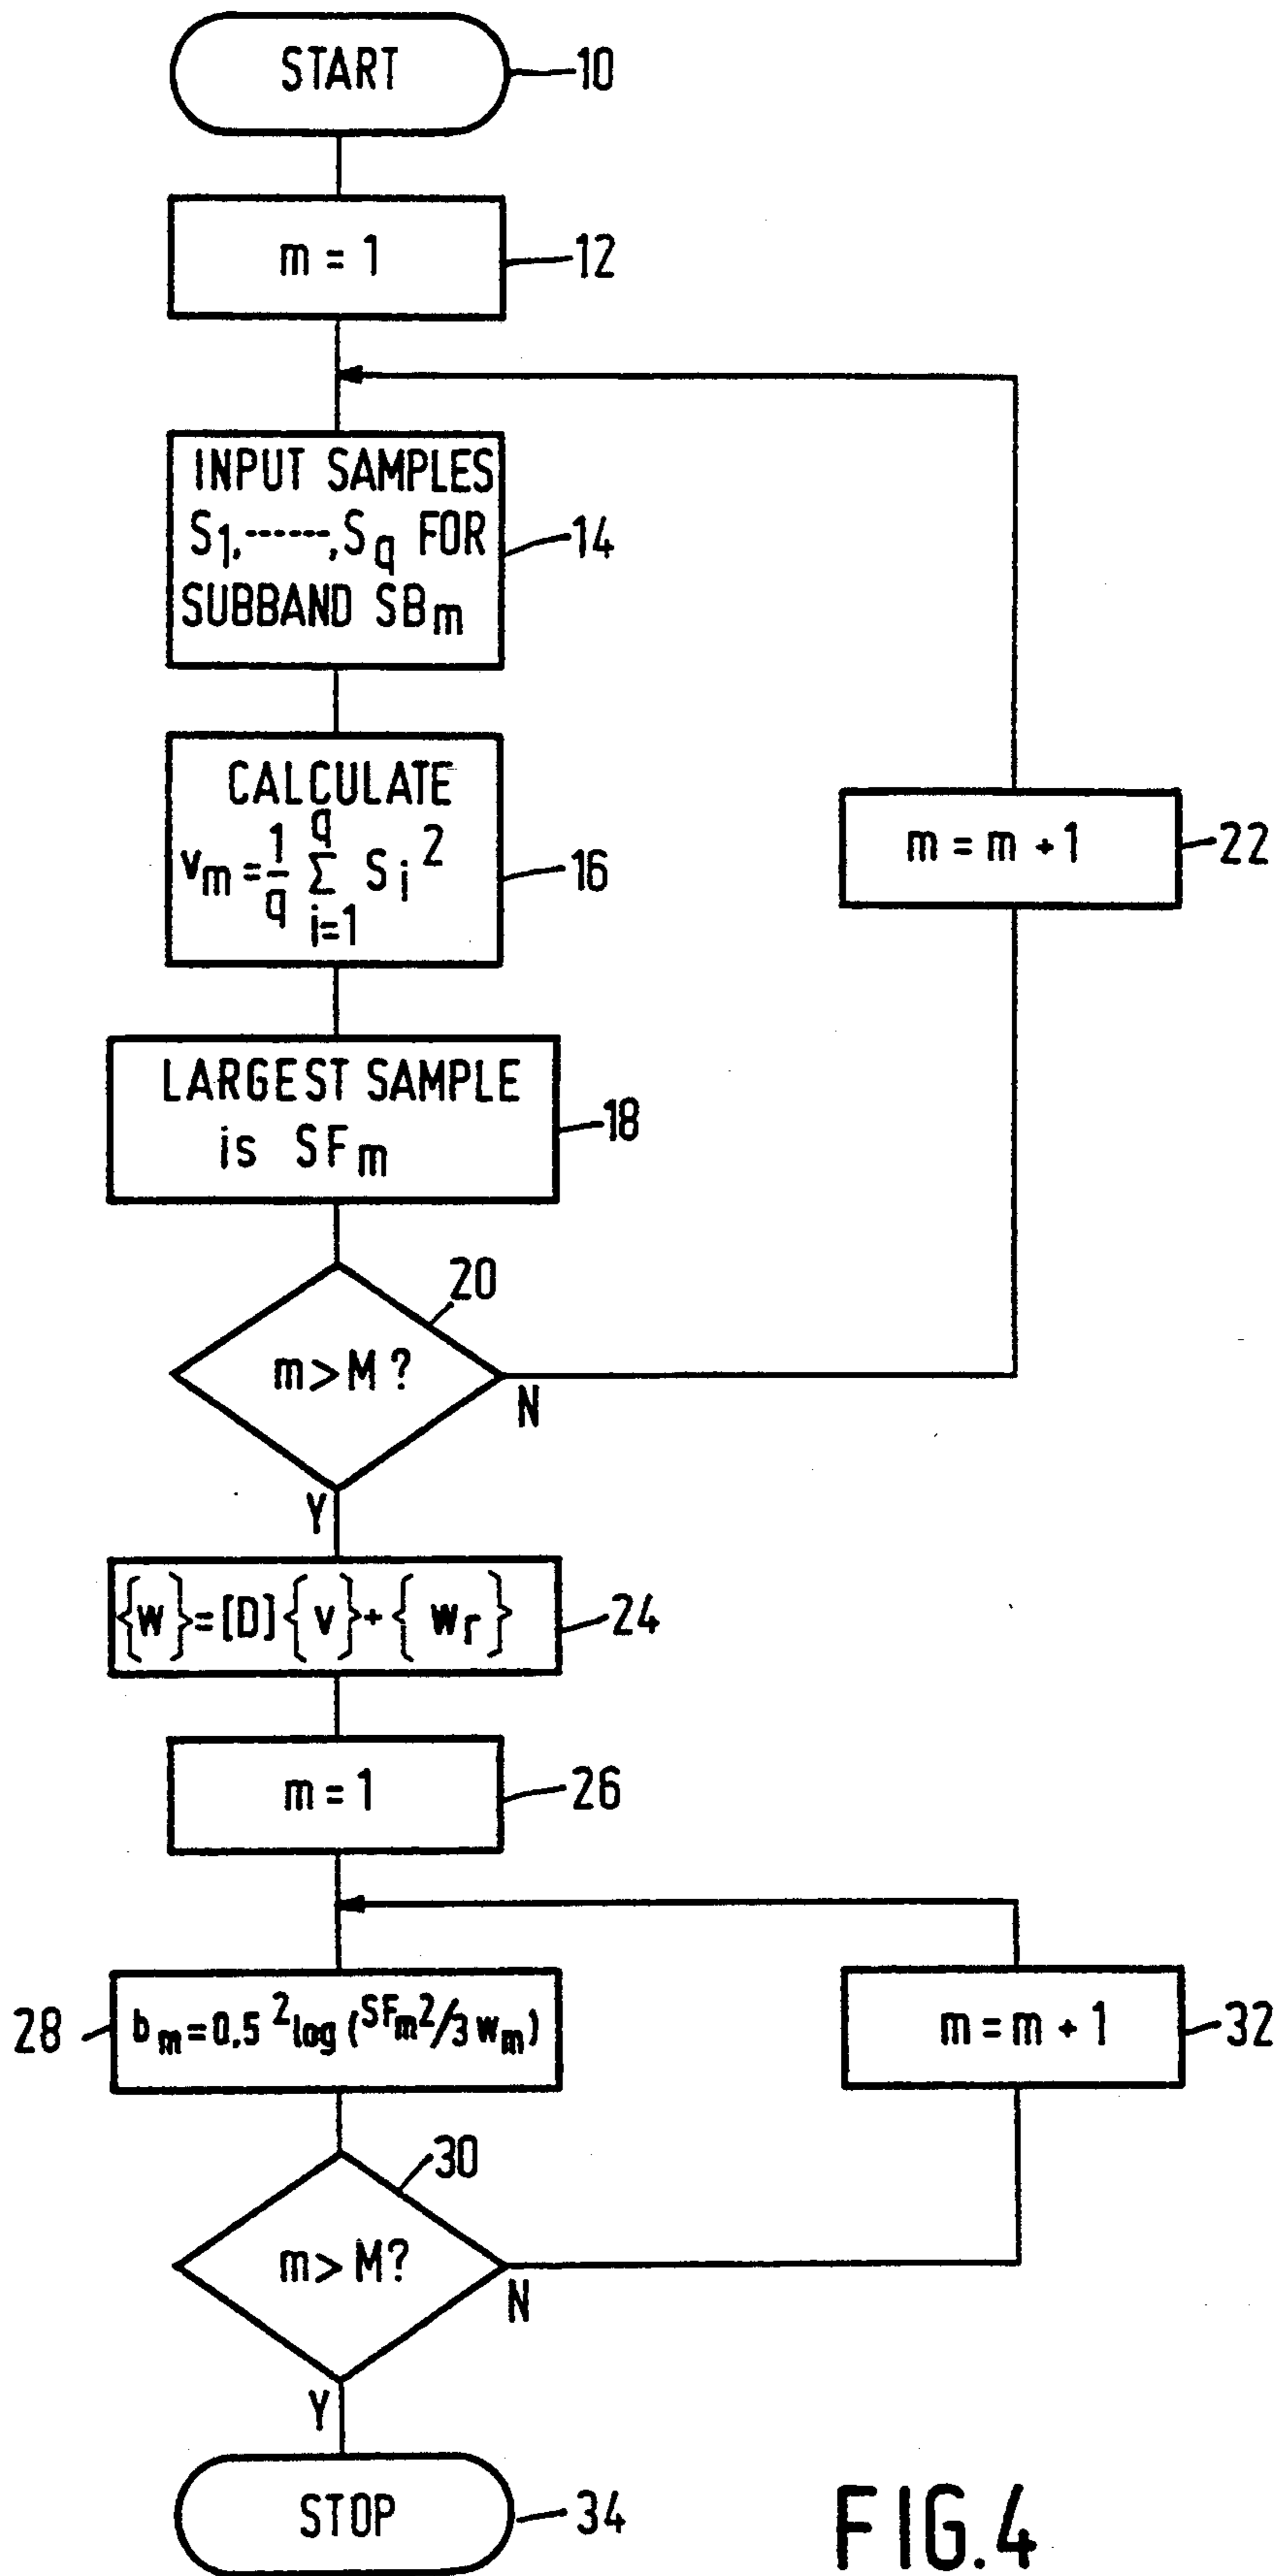 START
10
m = 1
12
INPUT SAMPLES
S1,------,Sq FOR
SUBBAND SBm
14
CALCULATE
vm = 1/q Σ Si 2
q
i=1
16
m = m + 1
22
LARGEST SAMPLE
is SFm
18
20
m > M ?
N
Y
{w} = [D] {v} + {wr}
24
m = 1
26
28
bm = 0.5 2log (SFm2/3 wm)
m = m + 1
32
30
m > M?
N
Y
STOP
34
FIG.4